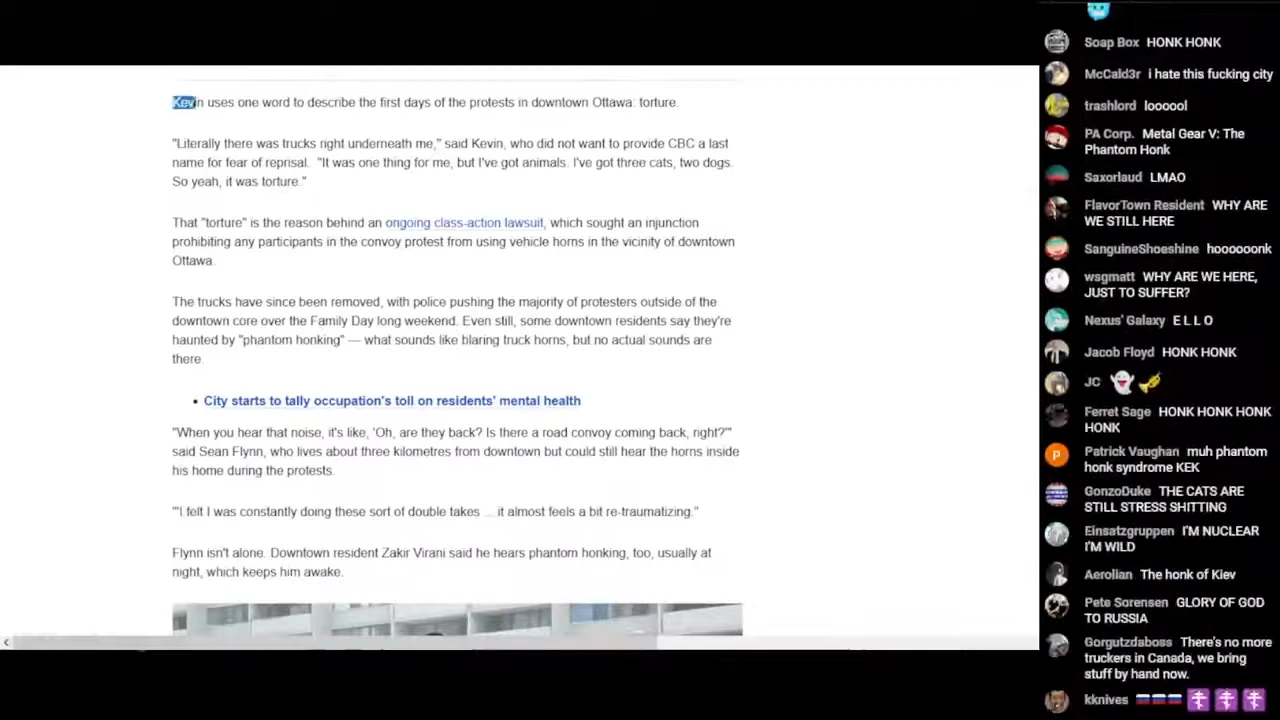 Kevin uses one word to describe the first days of the protests in downtown Ottawa: torture.
"Literally there was trucks right underneath me," said Kevin, who did not want to provide CBC a last
name for fear of reprisal. "It was one thing for me, but I've got animals. I've got three cats, two dogs.
So yeah, it was torture."
That "torture" is the reason behind an ongoing class-action lawsuit, which sought an injunction
prohibiting any participants in the convoy protest from using vehicle horns in the vicinity of downtown
Ottawa.
The trucks have since been removed, with police pushing the majority of protesters outside of the
downtown core over the Family Day long weekend. Even still, some downtown residents say they're
haunted by "phantom honking" — what sounds like blaring truck horns, but no actual sounds are
there.
• City starts to tally occupation's toll on residents' mental health
"When you hear that noise, it's like, 'Oh, are they back? Is there a road convoy coming back, right?'"
said Sean Flynn, who lives about three kilometres from downtown but could still hear the horns inside
his home during the protests.
"'I felt I was constantly doing these sort of double takes ... it almost feels a bit re-traumatizing."
Flynn isn't alone. Downtown resident Zakir Virani said he hears phantom honking, too, usually at
night, which keeps him awake.
Soap Box HONK HONK
McCald3r i hate this fucking city
trashlord loooool
PA Corp. Metal Gear V: The
Phantom Honk
Saxorlaud LMAO
FlavorTown Resident WHY ARE
WE STILL HERE
SanguineShoeshine hoooooonk
wsgmatt WHY ARE WE HERE,
JUST TO SUFFER?
Nexus' Galaxy E L L O
Jacob Floyd HONK HONK
JC 👻🎺
Ferret Sage HONK HONK HONK
HONK
P
Patrick Vaughan muh phantom
honk syndrome KEK
GonzoDuke THE CATS ARE
STILL STRESS SHITTING
Einsatzgruppen I'M NUCLEAR
I'M WILD
Aerolian The honk of Kiev
Pete Sorensen GLORY OF GOD
TO RUSSIA
Gorgutzdaboss There's no more
truckers in Canada, we bring
stuff by hand now.
kknives 🇷🇺🇷🇺🇷🇺☦️☦️☦️